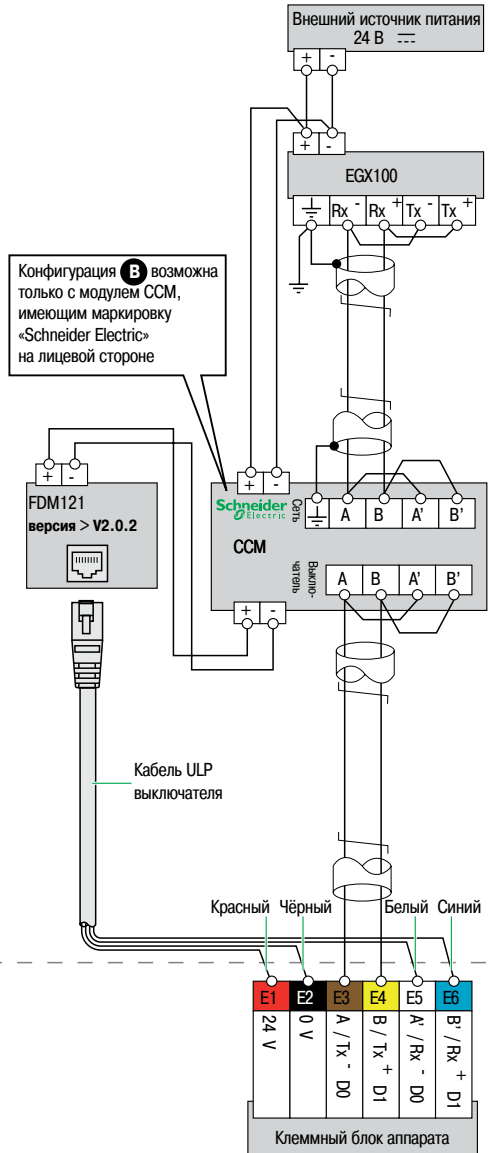 Внешний источник питания
24 В
+ -
+ -
EGX100
Rx - Rx + Tx - Tx +
Конфигурация B возможна
только с модулем CCM,
имеющим маркировку
«Schneider Electric»
на лицевой стороне
+ -
+ -
FDM121
версия > V2.0.2
Schneider
Electric
CCM
Сеть
A B A' B'
Выклю-
чатель
A B A' B'
+ -
Кабель ULP
выключателя
Красный Чёрный Белый Синий
E1 E2 E3 E4 E5 E6
24 V
0 V
A / Tx - D0
B / Tx + D1
A' / Rx - D0
B' / Rx + D1
Клеммный блок аппарата